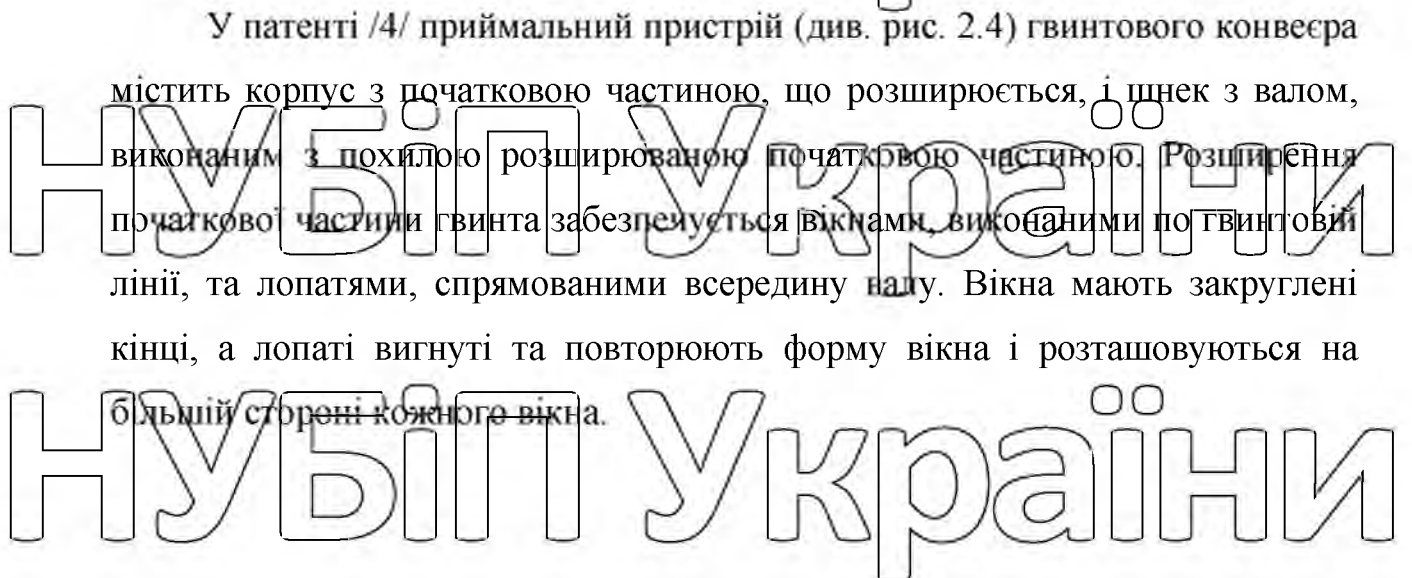 У патенті /4/ приймальний пристрій (див. рис. 2.4) гвинтового конвеєра
містить корпус з початковою частиною, що розширюється, і шнек з валом,
НУБіП України
виконаним з похилою розширюваною початковою частиною. Розширення
початкової частини гвинта забезпечується вікнами, виконаними по гвинтовій
лінії, та лопатями, спрямованими всередину валу. Вікна мають закруглені
кінці, а лопаті вигнуті та повторюють форму вікна і розташовуються на
більшій стороні кожного вікна.
НУБіП України